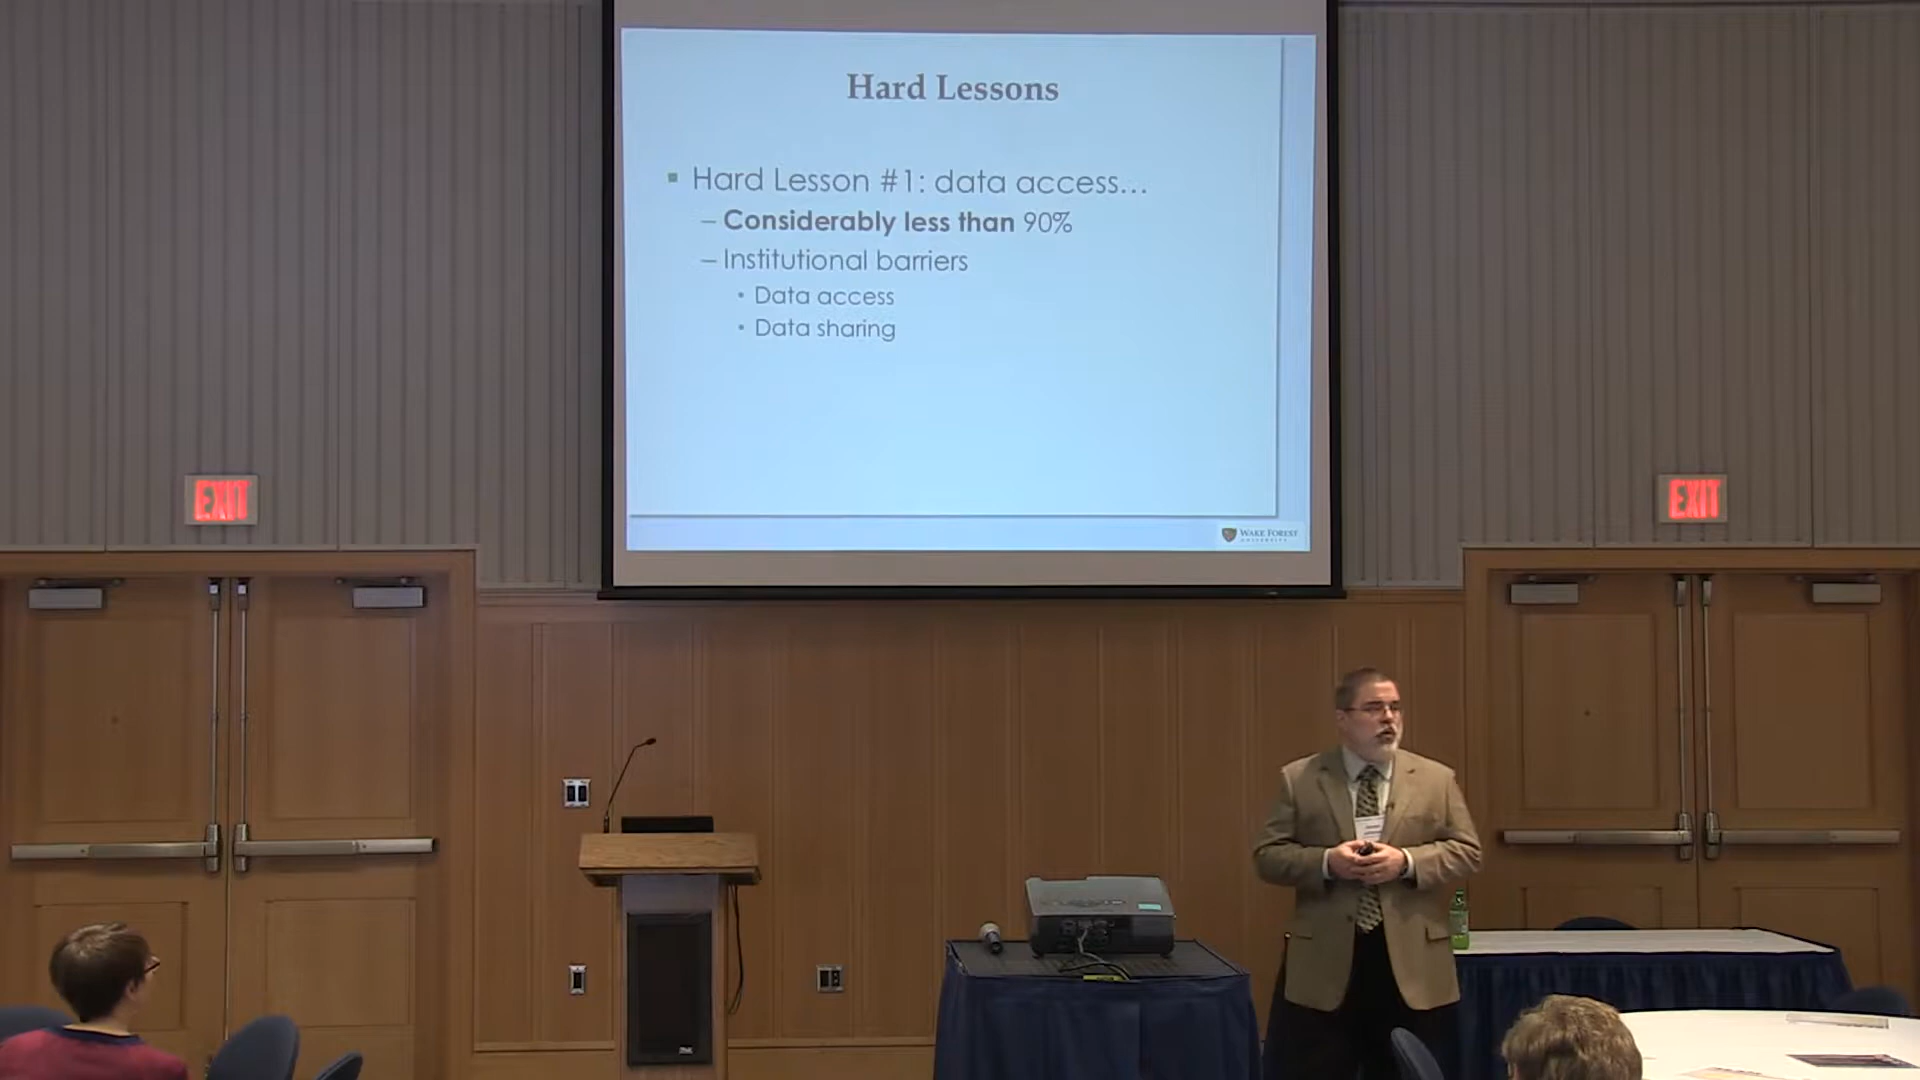 Hard Lessons
▪ Hard Lesson #1: data access...
– Considerably less than 90%
– Institutional barriers
• Data access
• Data sharing
WAKE FOREST
UNIVERSITY
EXIT
EXIT